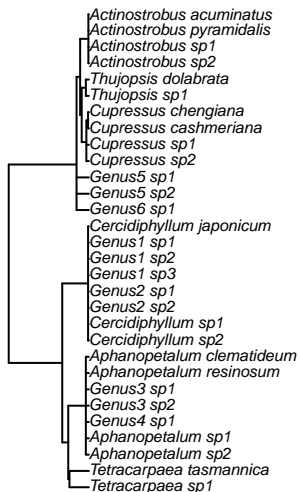 Actinostrobus acuminatus
Actinostrobus pyramidalis
Actinostrobus sp1
Actinostrobus sp2
Thujopsis dolabrata
Thujopsis sp1
Cupressus chengiana
Cupressus cashmeriana
Cupressus sp1
Cupressus sp2
Genus5 sp1
Genus5 sp2
Genus6 sp1
Cercidiphyllum japonicum
Genus1 sp1
Genus1 sp2
Genus1 sp3
Genus2 sp1
Genus2 sp2
Cercidiphyllum sp1
Cercidiphyllum sp2
Aphanopetalum clematideum
Aphanopetalum resinosum
Genus3 sp1
Genus3 sp2
Genus4 sp1
Aphanopetalum sp1
Aphanopetalum sp2
Tetracarpaea tasmannica
Tetracarpaea sp1